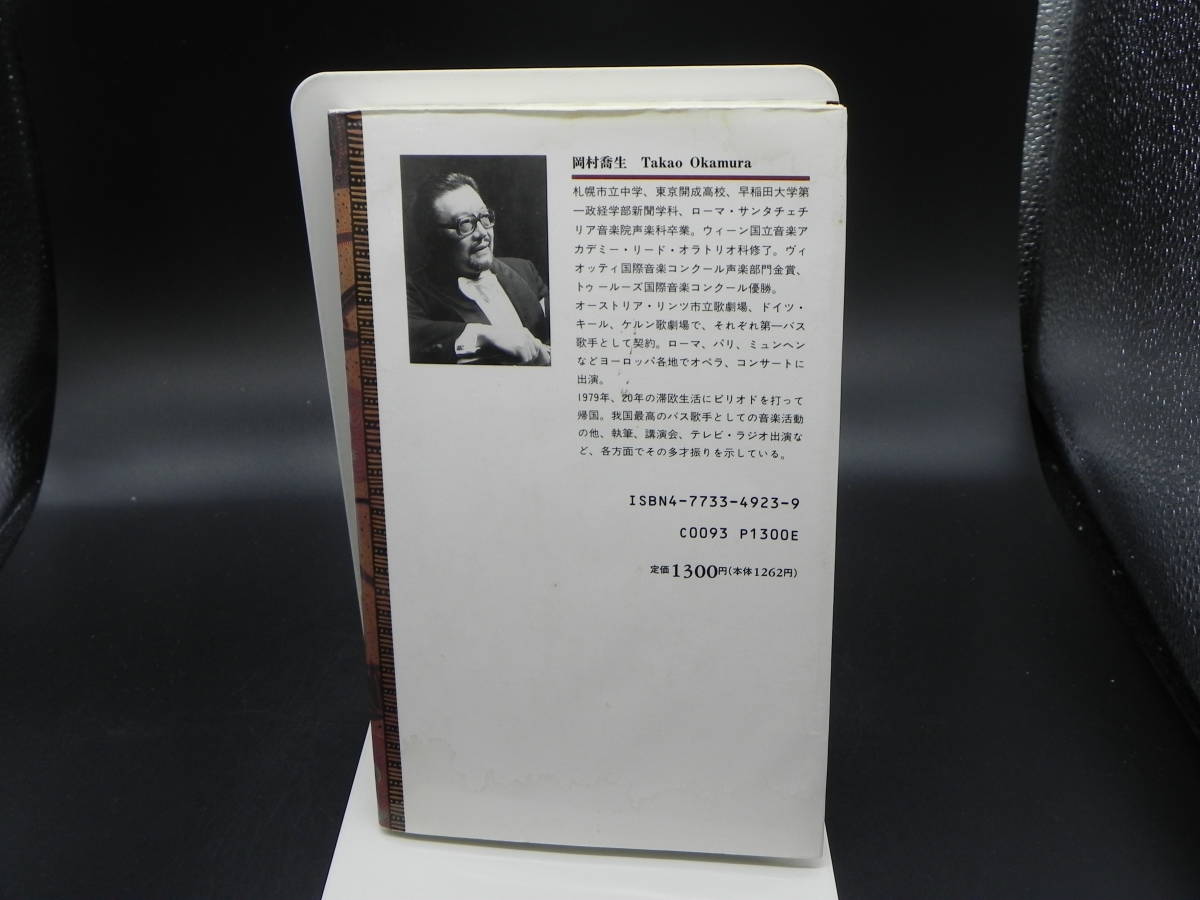 岡村喬生 Takao Okamura
札幌市立中学、東京開成高校、早稲田大学第
一政経学部新聞学科、ローマ・サンタチェチ
リア音楽院声楽科卒業。ウィーン国立音楽ア
カデミー・リード・オラトリオ科修了。ヴィ
オッティ国際音楽コンクール声楽部門金賞、
トゥールーズ国際音楽コンクール優勝。
オーストリア・リンツ市立歌劇場、ドイツ・
キール、ケルン歌劇場で、それぞれ第一バス
歌手として契約。ローマ、パリ、ミュンヘン
などヨーロッパ各地でオペラ、コンサートに
出演。
1979年、20年の滞欧生活にピリオドを打って
帰国。我国最高のバス歌手としての音楽活動
の他、執筆、講演会、テレビ・ラジオ出演な
ど、各方面でその多才振りを示している。
ISBN4-7733-4923-9
C0093 P1300E
定価1300円(本体1262円)